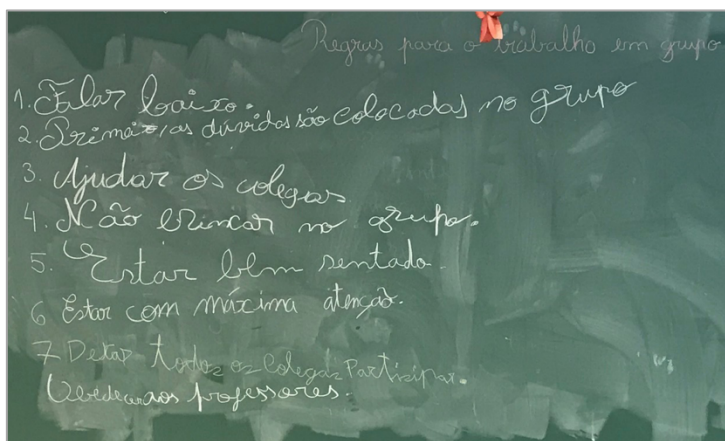 Regras para o trabalho em grupo
1. Falar baixo.
2. Primeiro, as dúvidas são colocadas no grupo
3. Ajudar os colegas
4. Não brincar no grupo.
5. Estar bem sentado.
6 Estar com máxima atenção.
7 Deixar todos os colegas Participar.
Obedecer aos professores.